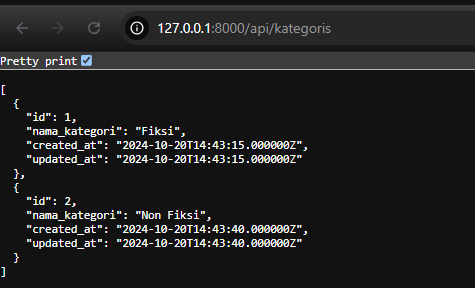 127.0.0.1:8000/api/kategoris
Pretty print
[
  {
    "id": 1,
    "nama_kategori": "Fiksi",
    "created_at": "2024-10-20T14:43:15.000000Z",
    "updated_at": "2024-10-20T14:43:15.000000Z"
  },
  {
    "id": 2,
    "nama_kategori": "Non Fiksi",
    "created_at": "2024-10-20T14:43:40.000000Z",
    "updated_at": "2024-10-20T14:43:40.000000Z"
  }
]